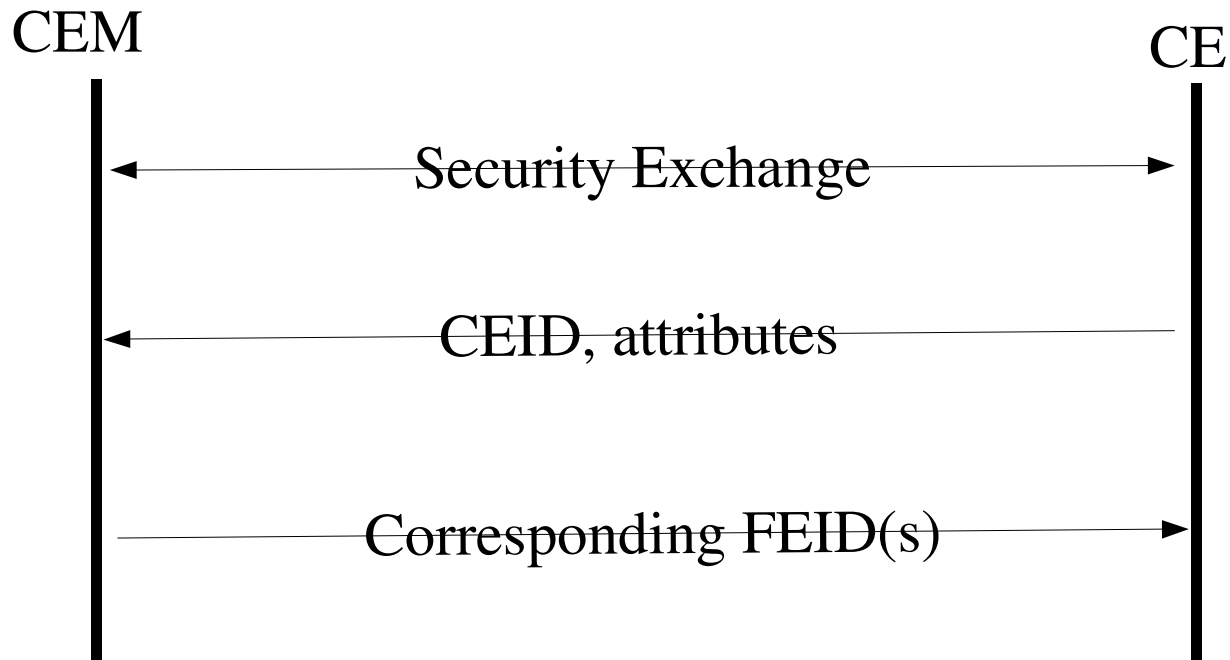 CEM
CE
Security Exchange
CEID, attributes
Corresponding FEID(s)